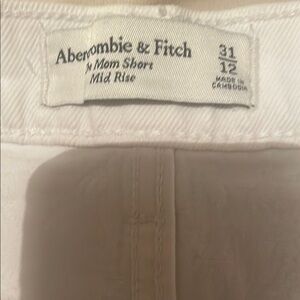 Abercrombie & Fitch
Mom Short
Mid Rise
31
12
MADE IN
CAMBODIA